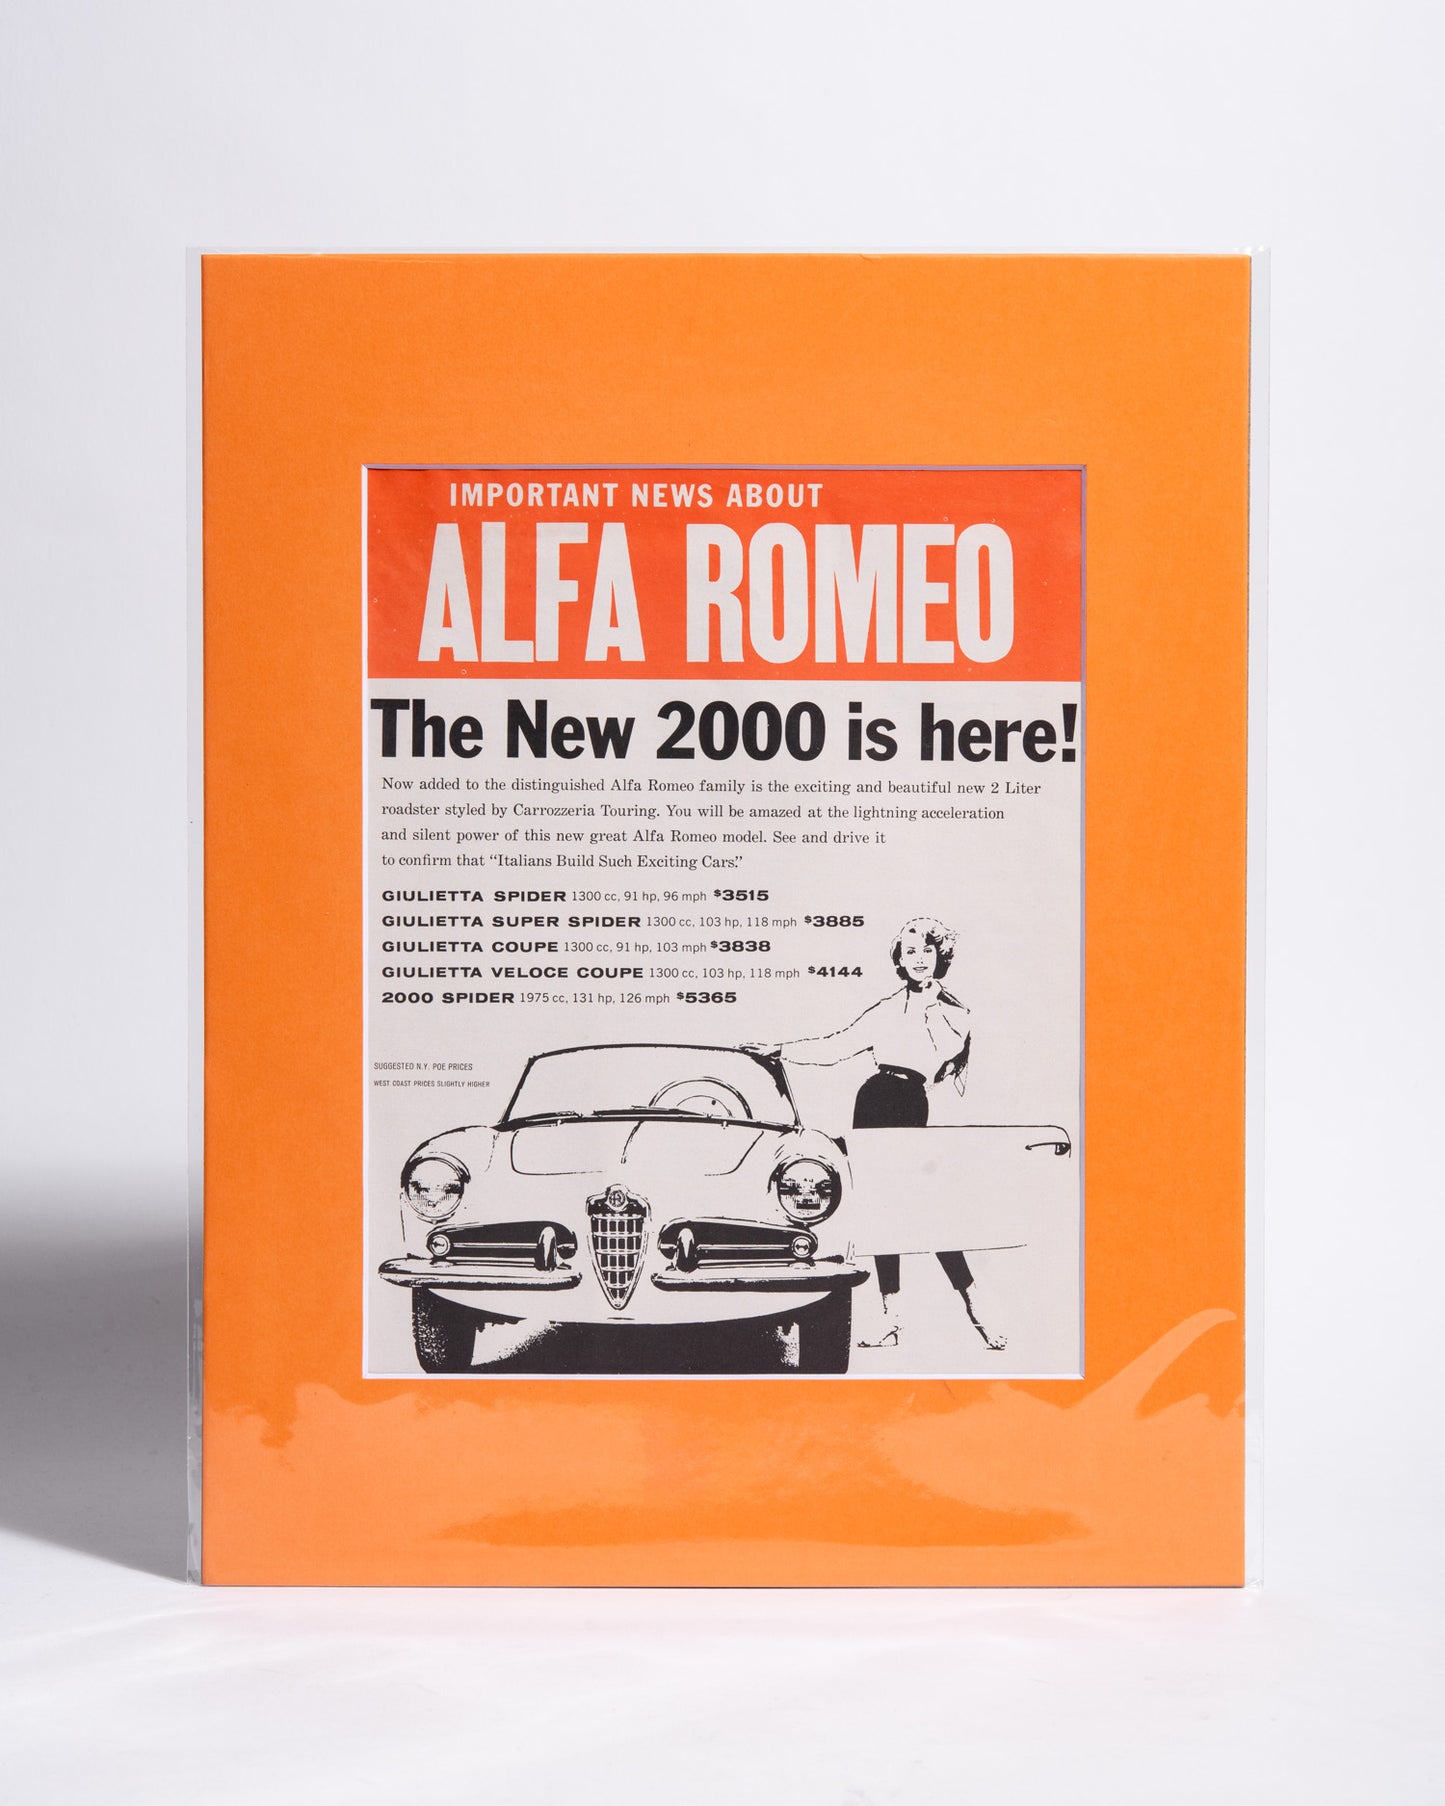 IMPORTANT NEWS ABOUT
ALFA ROMEO
The New 2000 is here!
Now added to the distinguished Alfa Romeo family is the exciting and beautiful new 2 Liter
roadster styled by Carrozzeria Touring. You will be amazed at the lightning acceleration
and silent power of this new great Alfa Romeo model. See and drive it
to confirm that “Italians Build Such Exciting Cars.”
GIULIETTA SPIDER 1300 cc, 91 hp, 96 mph $3515
GIULIETTA SUPER SPIDER 1300 cc, 103 hp, 118 mph $3885
GIULIETTA COUPE 1300 cc, 91 hp, 103 mph $3838
GIULIETTA VELOCE COUPE 1300 cc, 103 hp, 118 mph $4144
2000 SPIDER 1975 cc, 131 hp, 126 mph $5365
SUGGESTED N.Y. POE PRICES
WEST COAST PRICES SLIGHTLY HIGHER